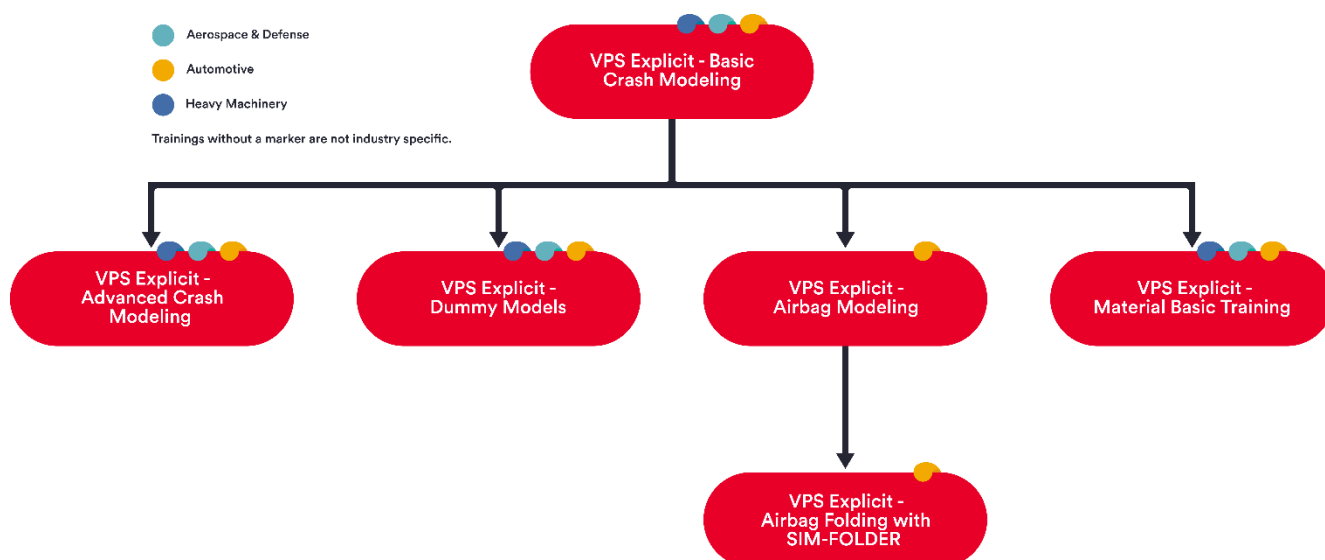 Aerospace & Defense
Automotive
Heavy Machinery
Trainings without a marker are not industry specific.
VPS Explicit - Basic
Crash Modeling
VPS Explicit -
Advanced Crash
Modeling
VPS Explicit -
Dummy Models
VPS Explicit -
Airbag Modeling
VPS Explicit -
Material Basic Training
VPS Explicit -
Airbag Folding with
SIM-FOLDER